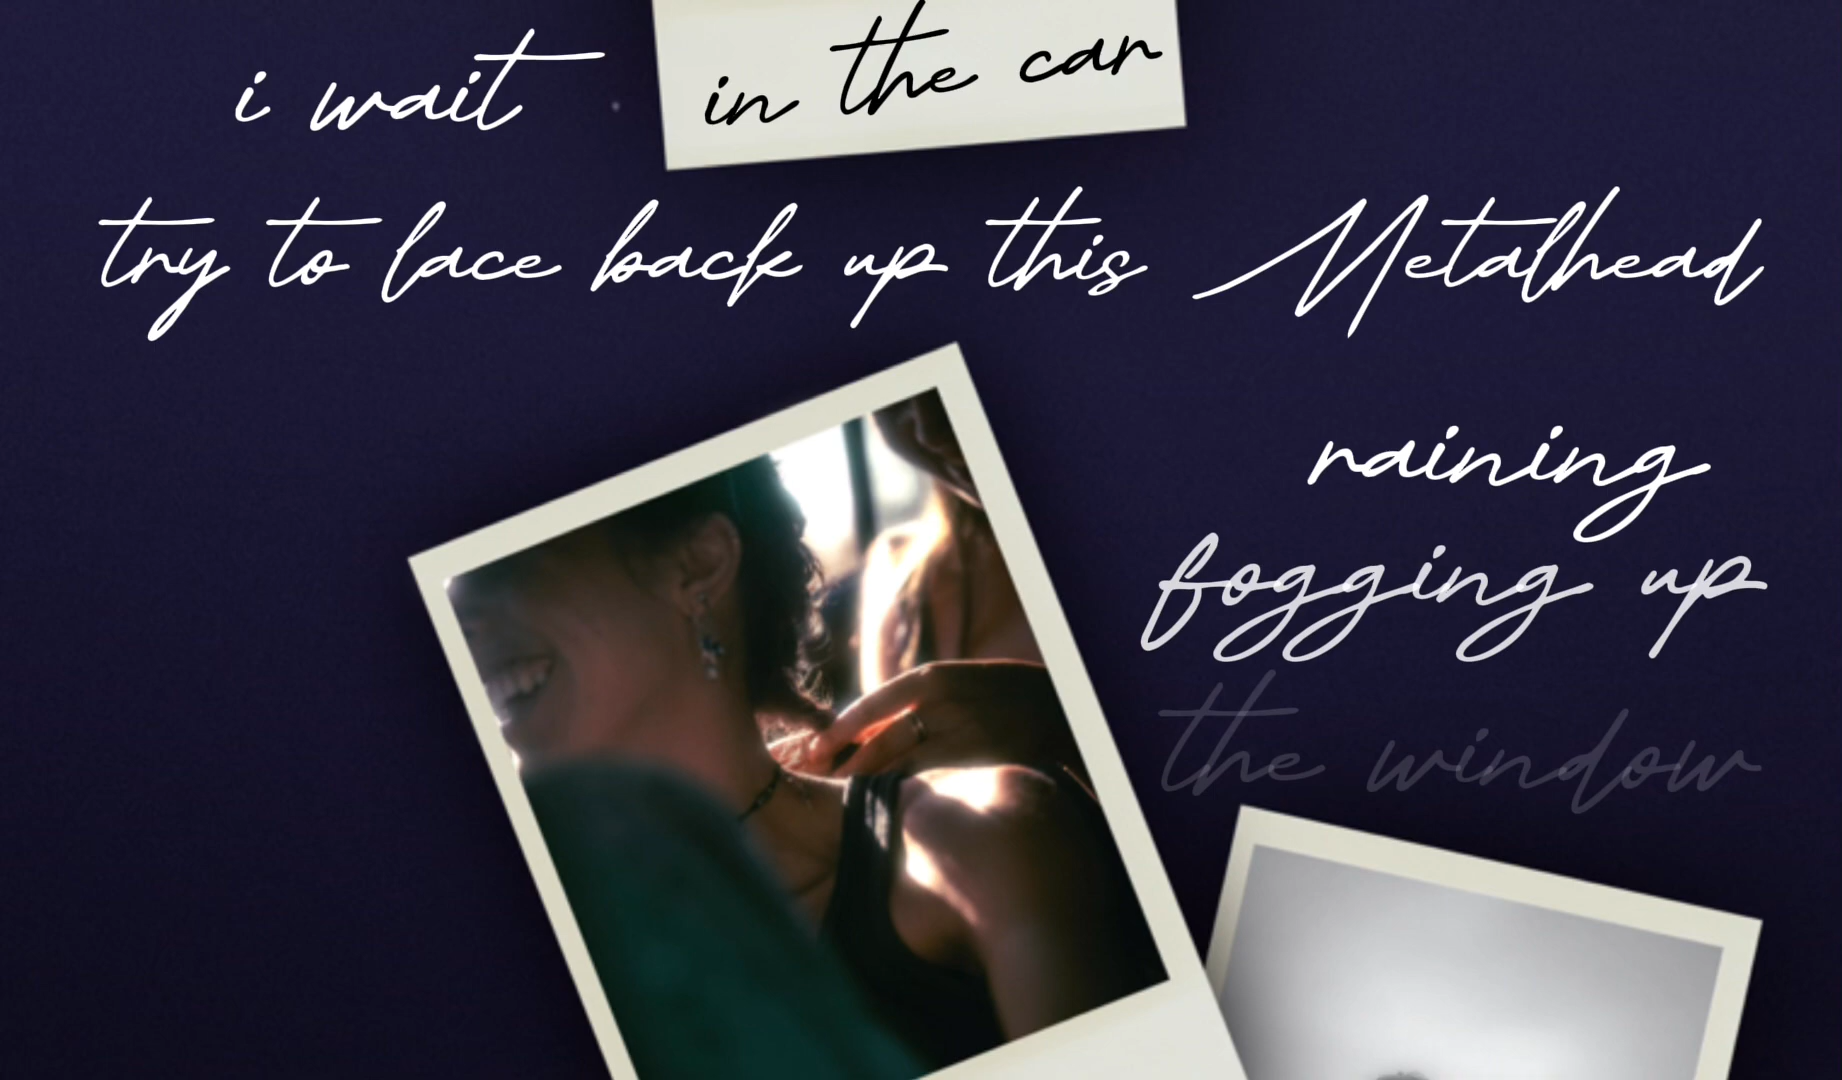 i wait in the car
try to lace back up this Metalhead
raining
fogging up
the window